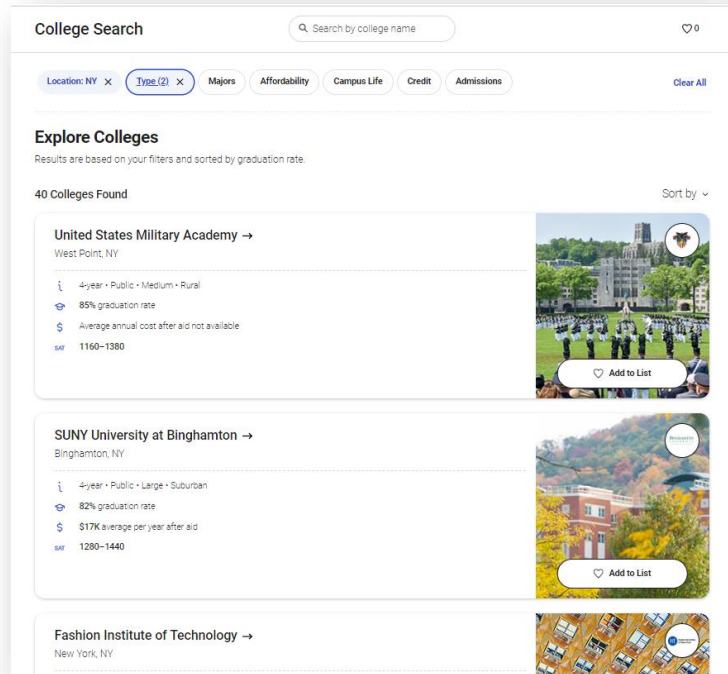 College Search
Search by college name
0
Location: NY ×
Type (2) ×
Majors
Affordability
Campus Life
Credit
Admissions
Clear All
Explore Colleges
Results are based on your filters and sorted by graduation rate.
40 Colleges Found
Sort by
United States Military Academy →
West Point, NY
4-year • Public • Medium • Rural
85% graduation rate
$ Average annual cost after aid not available
SAT 1160–1380
Add to List
SUNY University at Binghamton →
Binghamton, NY
4-year • Public • Large • Suburban
82% graduation rate
$ $17K average per year after aid
SAT 1280–1440
Add to List
Fashion Institute of Technology →
New York, NY